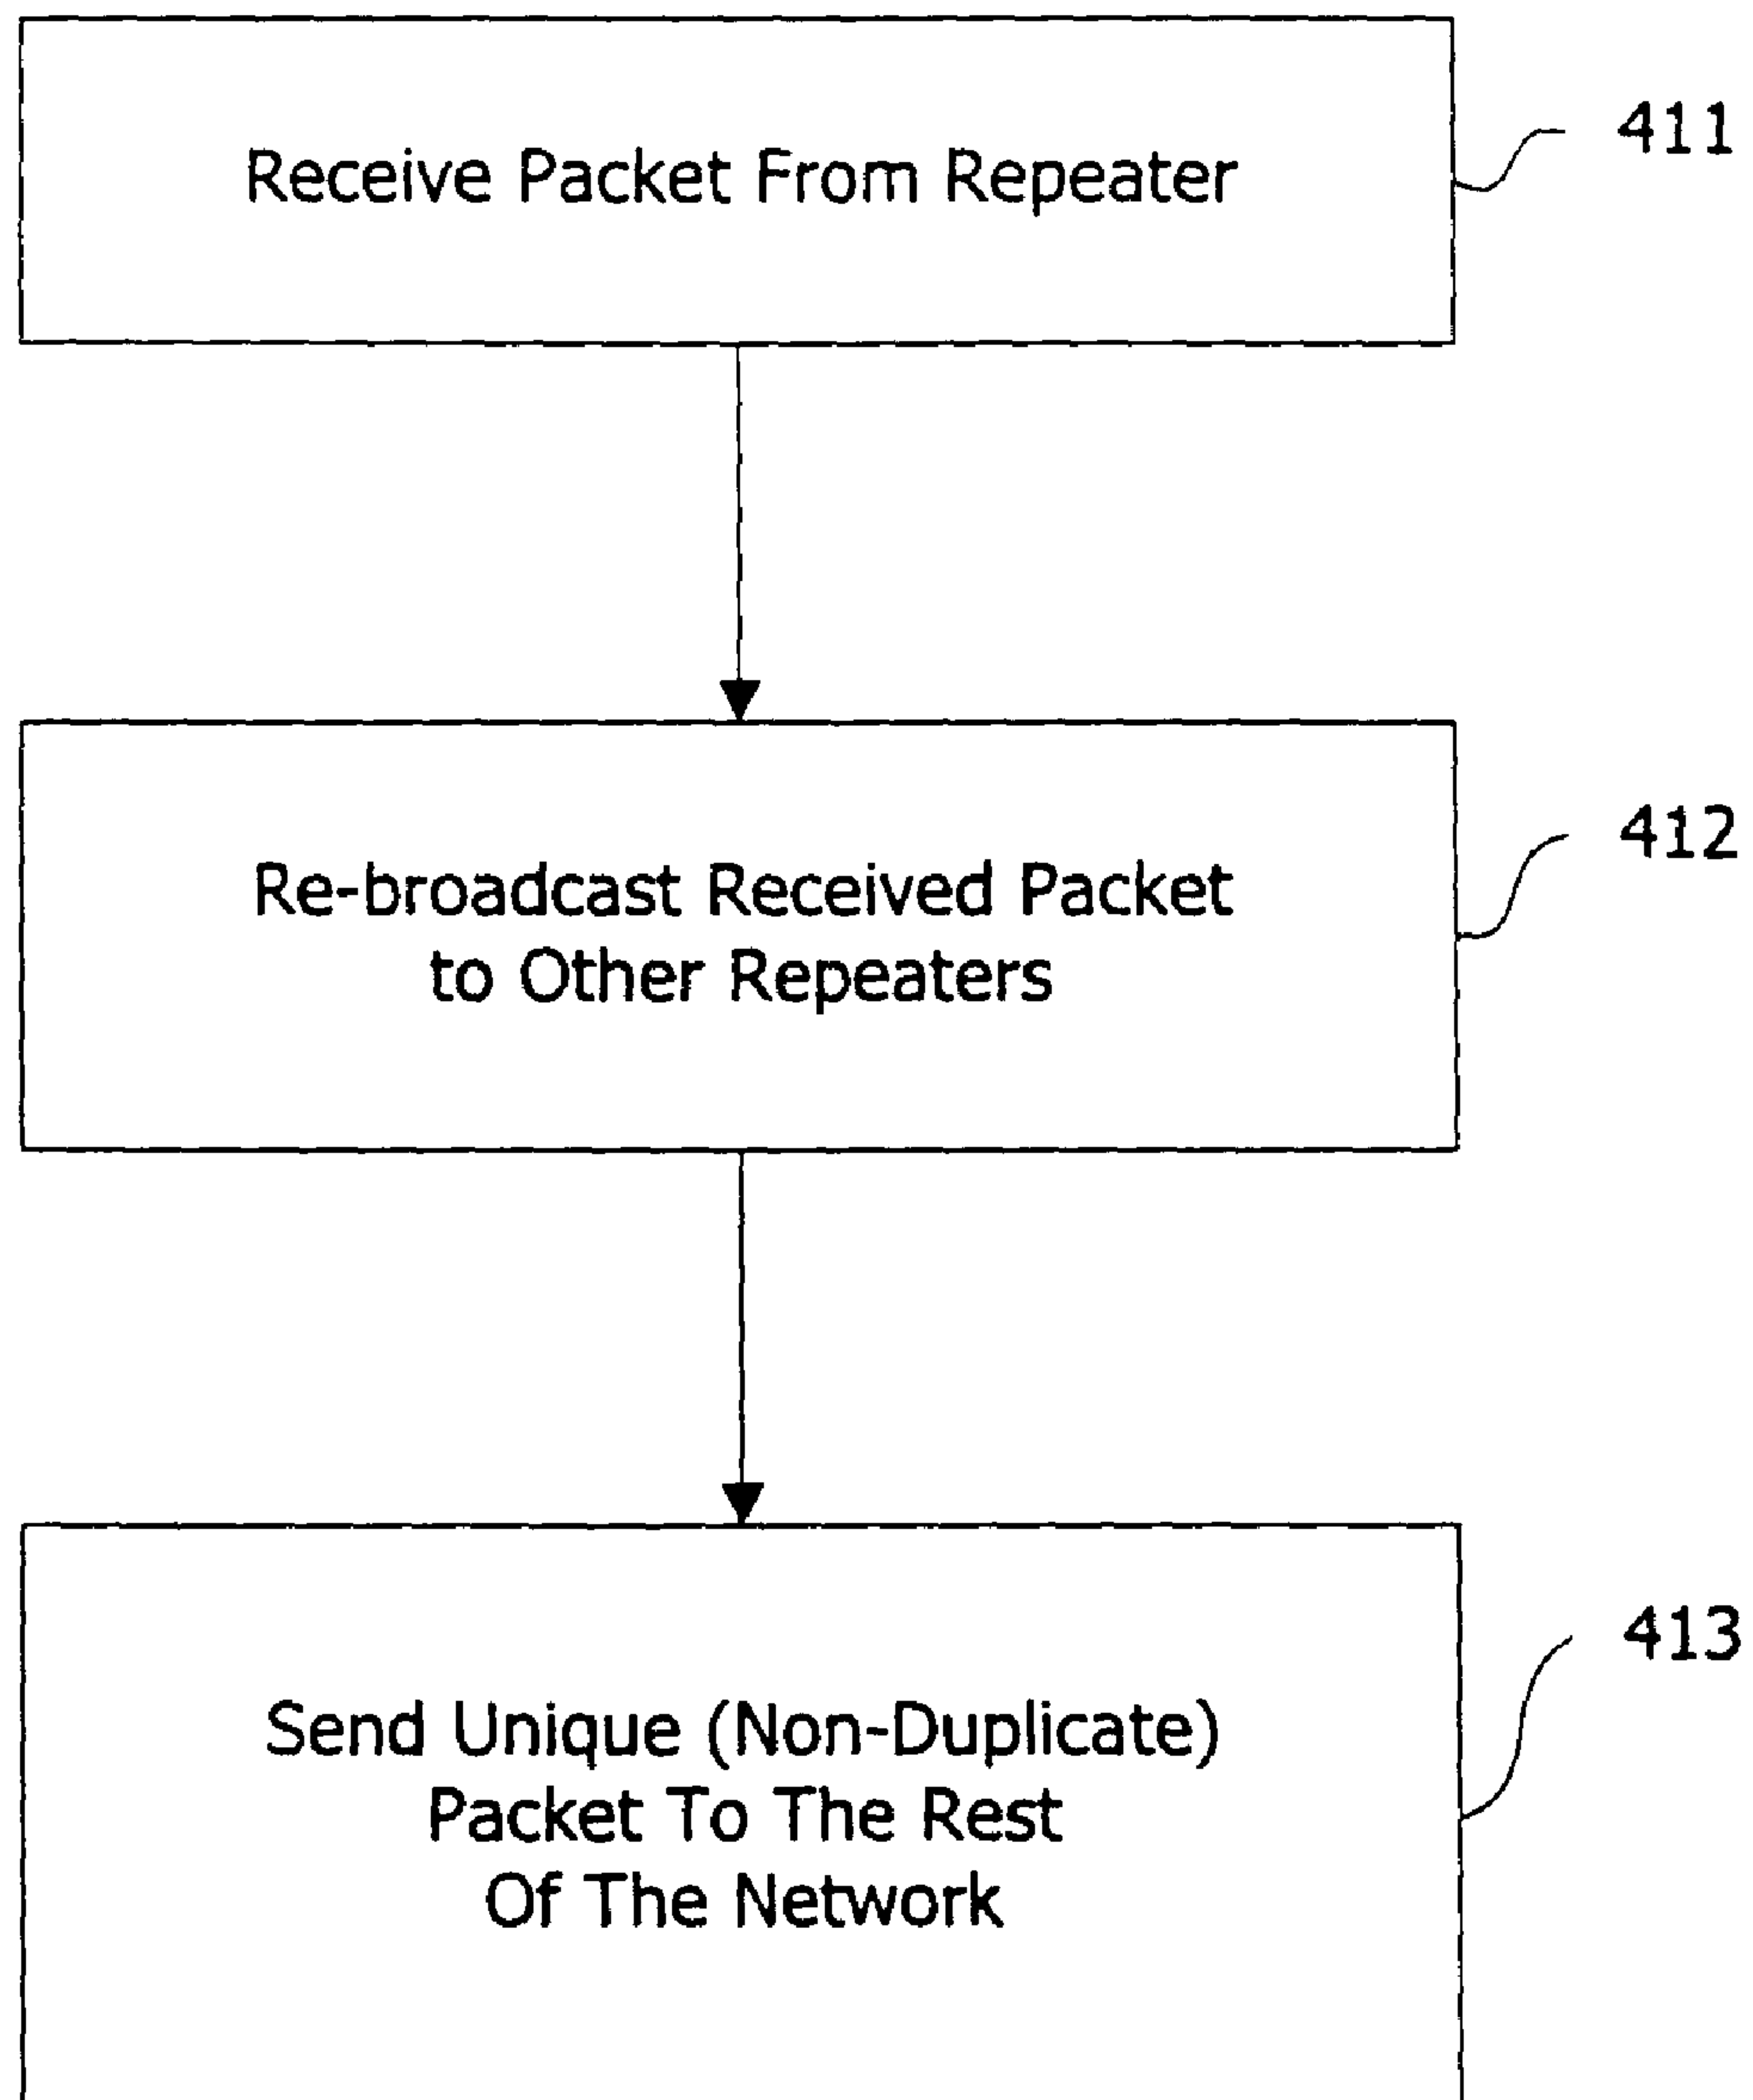 Receive Packet From Repeater
411
Re-broadcast Received Packet
to Other Repeaters
412
Send Unique (Non-Duplicate)
Packet To The Rest
Of The Network
413